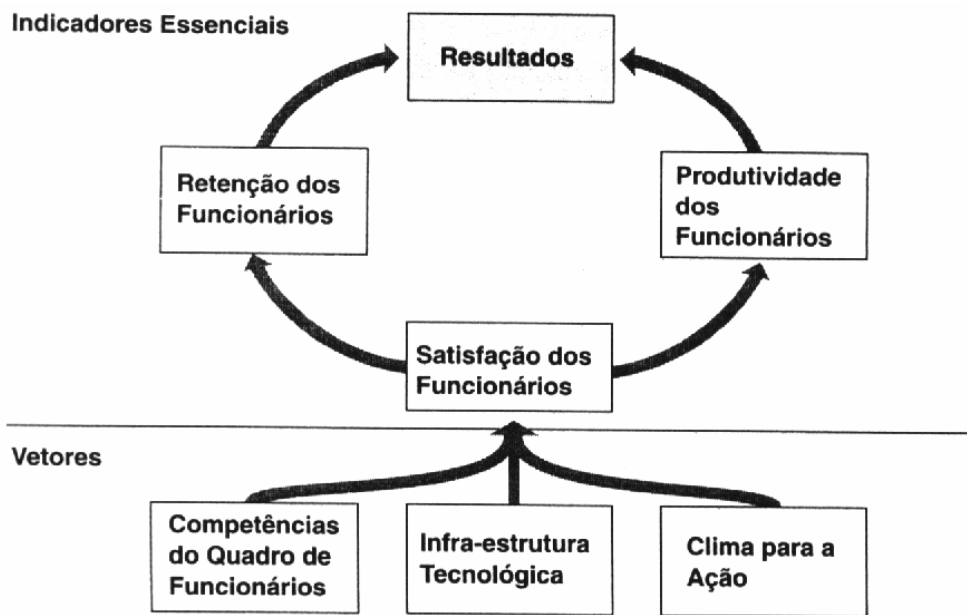 Indicadores Essenciais
Resultados
Retenção dos
Funcionários
Produtividade
dos
Funcionários
Satisfação dos
Funcionários
Vetores
Competências
do Quadro de
Funcionários
Infra-estrutura
Tecnológica
Clima para a
Ação